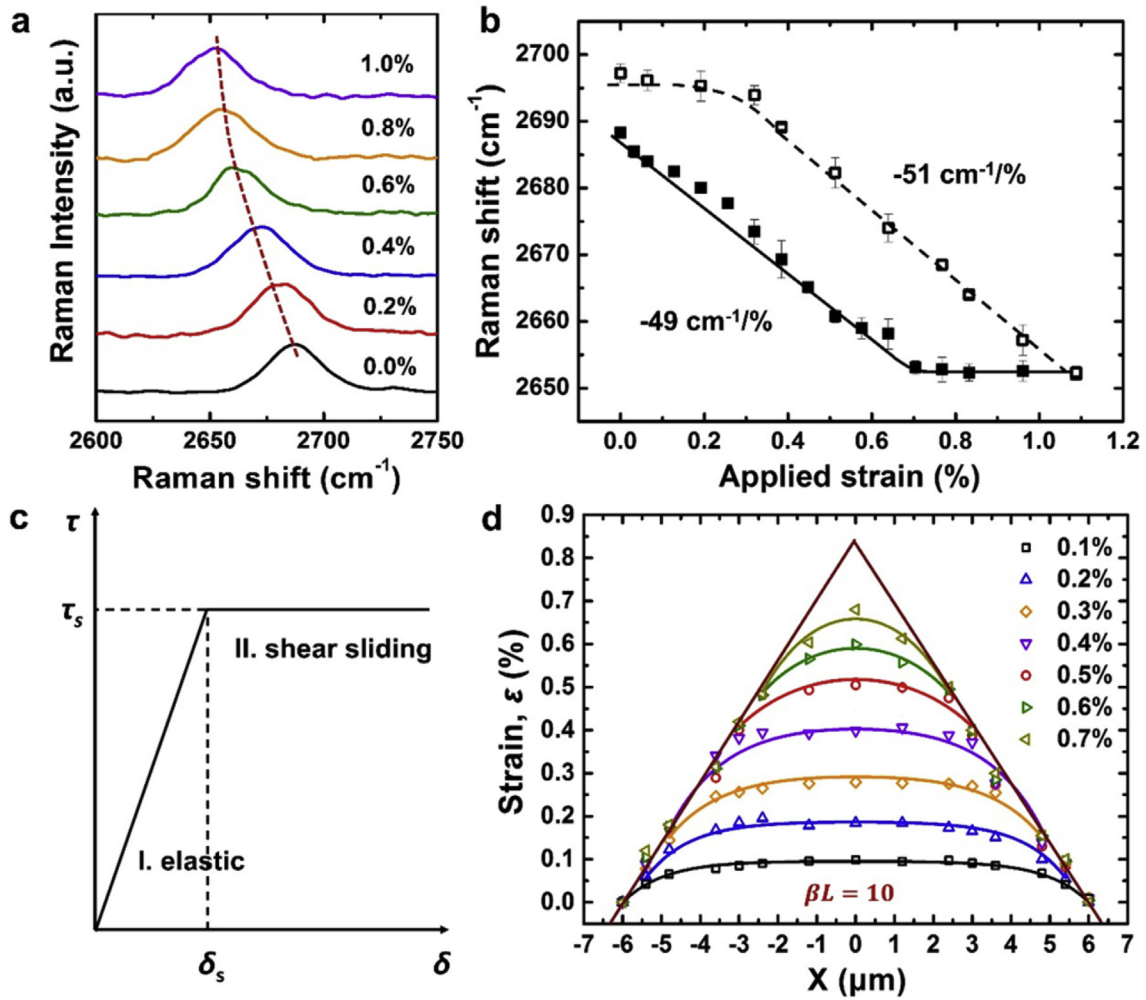 a
Raman Intensity (a.u.)
1.0%
0.8%
0.6%
0.4%
0.2%
0.0%
2600 2650 2700 2750
Raman shift (cm⁻¹)
b
Raman shift (cm⁻¹)
2700
2690
2680
2670
2660
2650
-51 cm⁻¹/%
-49 cm⁻¹/%
0.0 0.2 0.4 0.6 0.8 1.0 1.2
Applied strain (%)
c
τ
τₛ
II. shear sliding
I. elastic
δₛ
δ
d
Strain, ε (%)
0.9
0.8
0.7
0.6
0.5
0.4
0.3
0.2
0.1
0.0
0.1%
0.2%
0.3%
0.4%
0.5%
0.6%
0.7%
βL = 10
-7 -6 -5 -4 -3 -2 -1 0 1 2 3 4 5 6 7
X (μm)